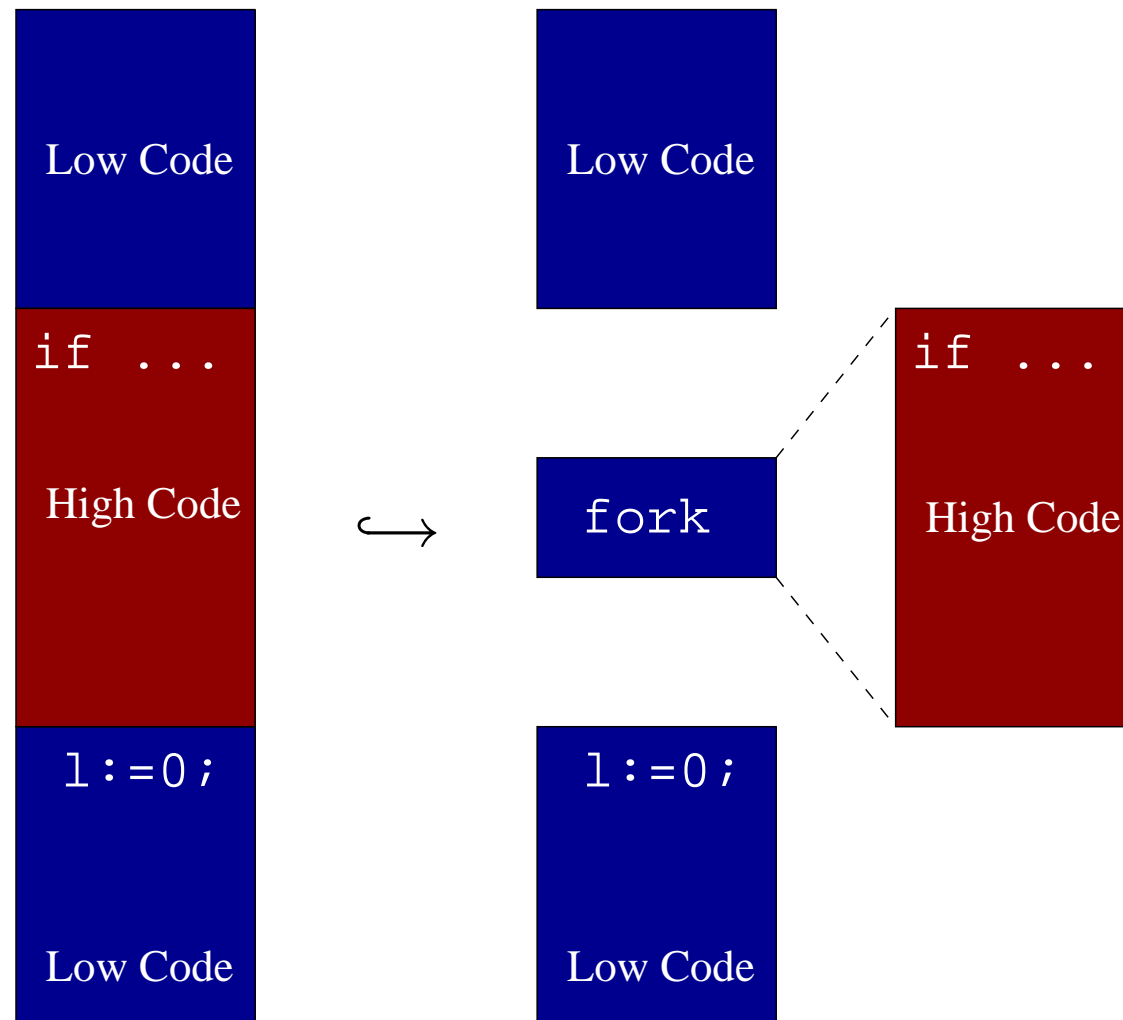 Low Code
if ...
High Code
l:=0;
Low Code
↪
Low Code
fork
l:=0;
Low Code
if ...
High Code